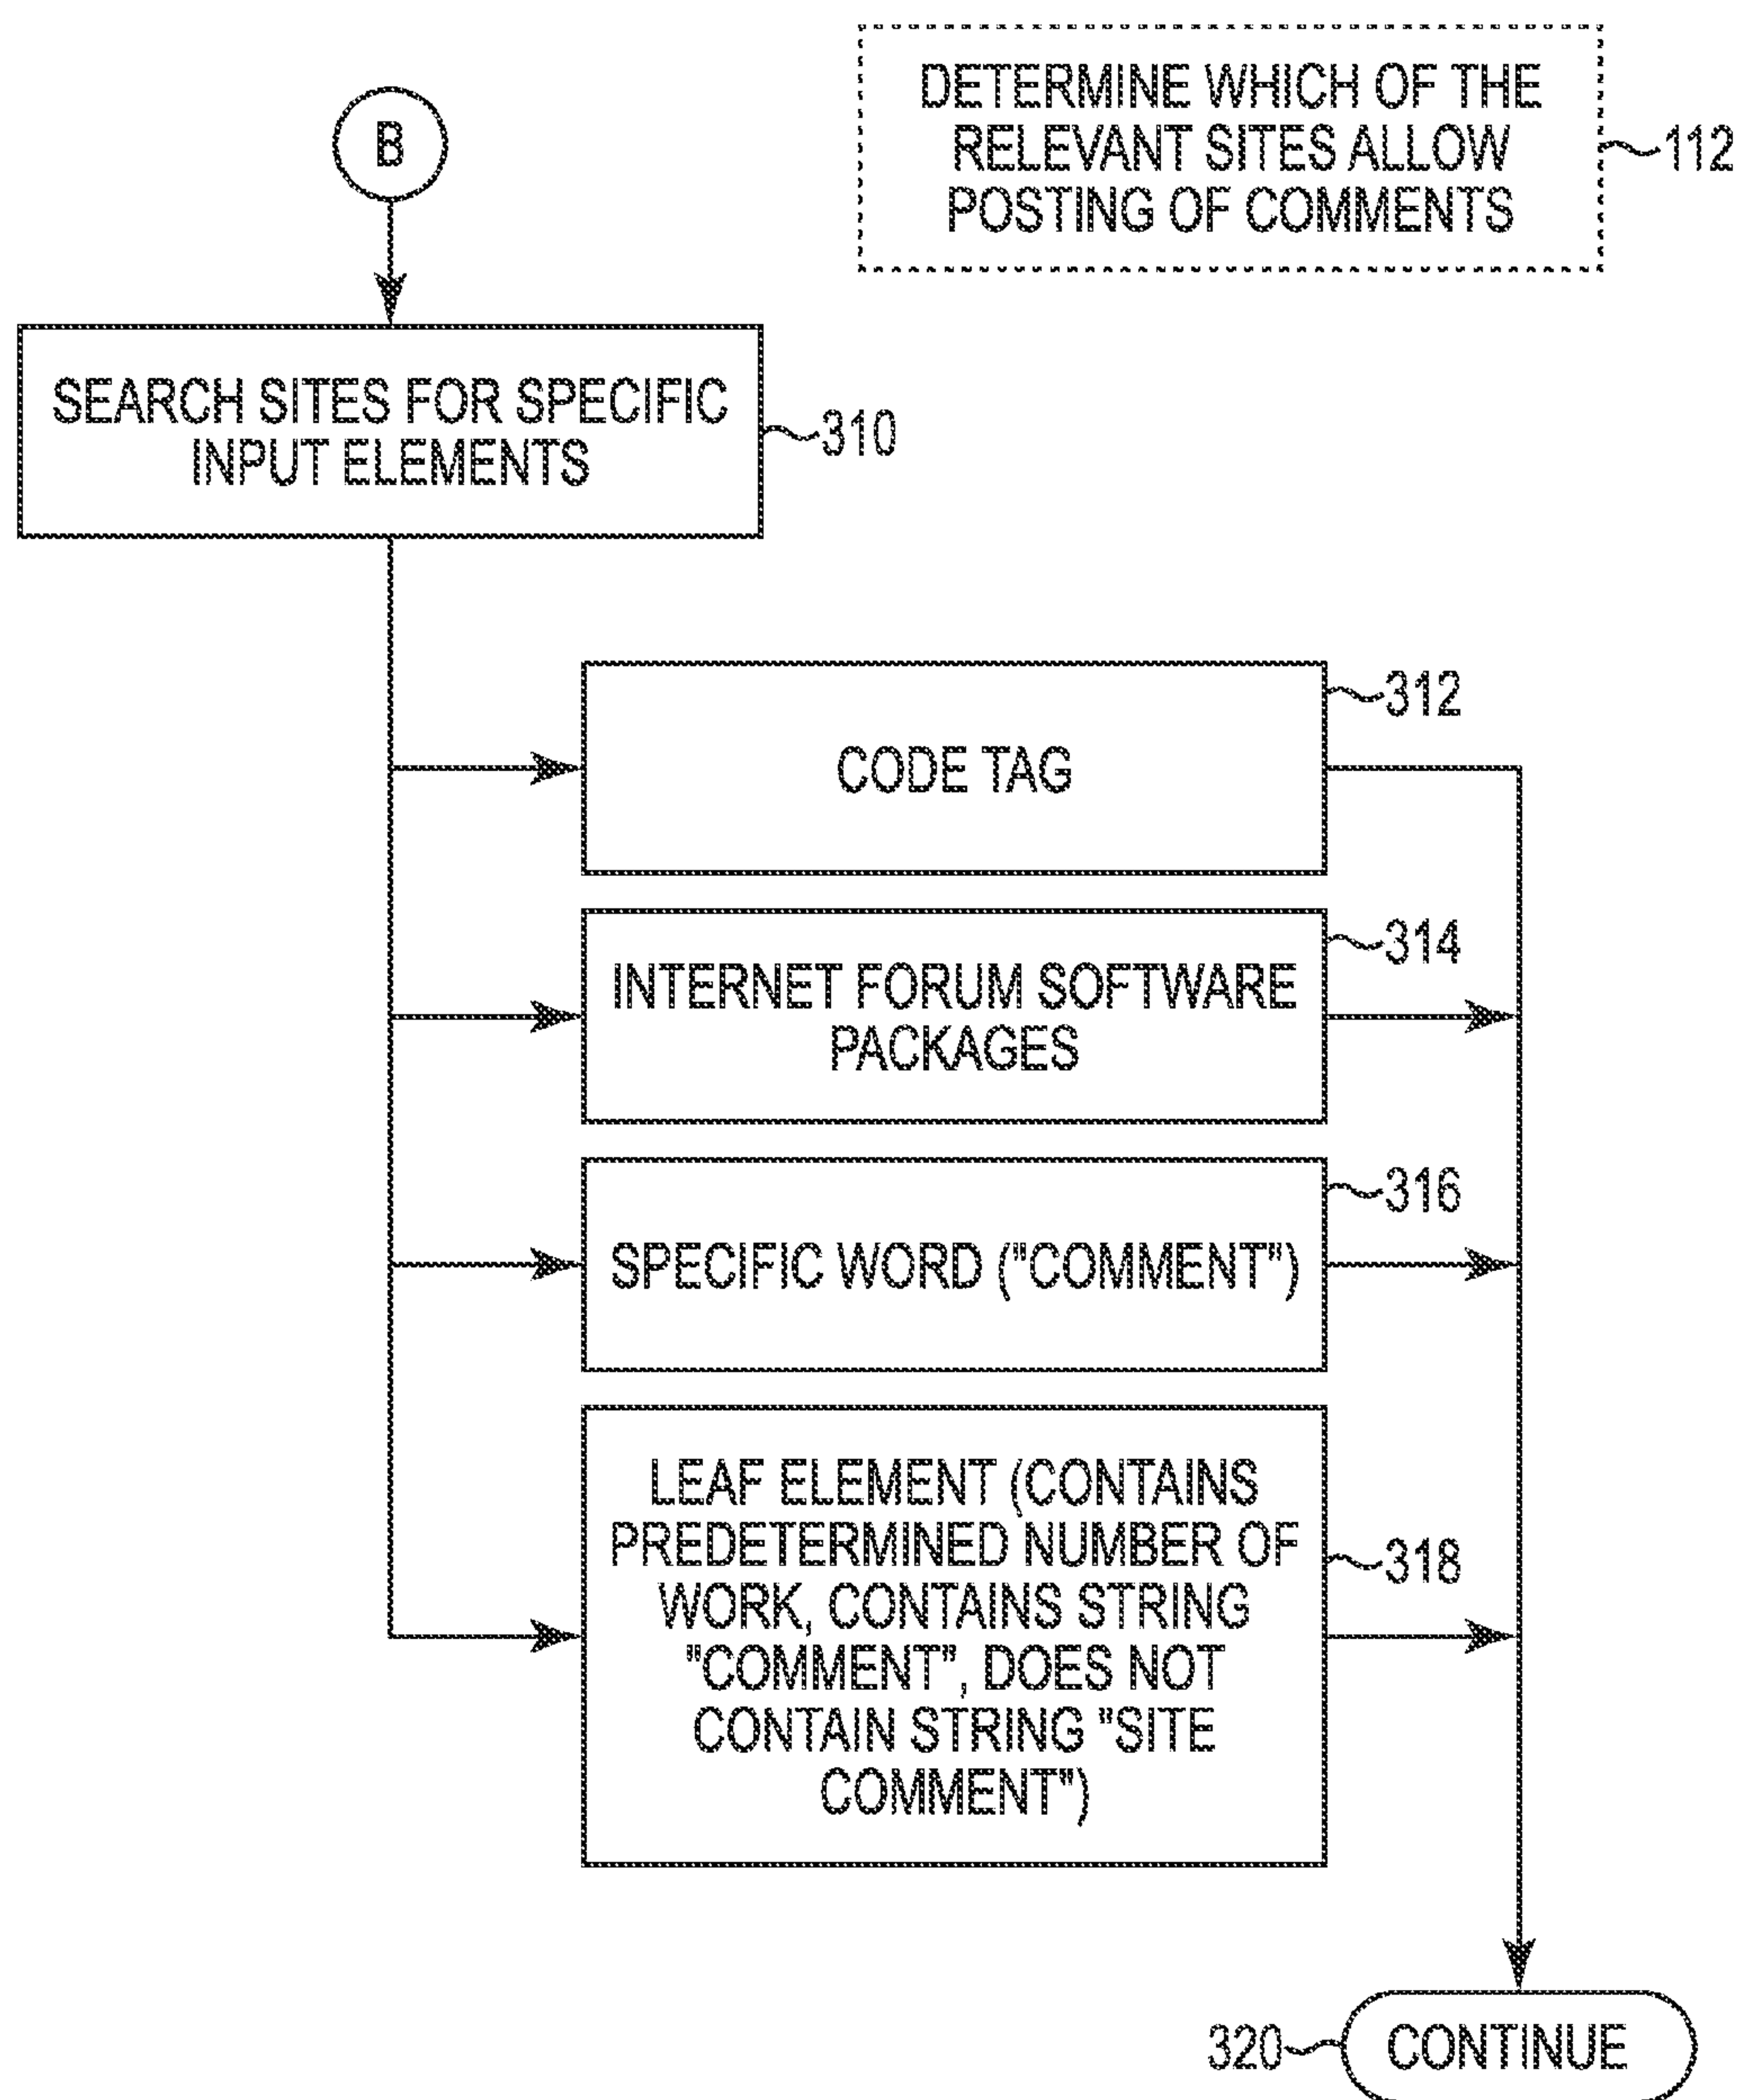 DETERMINE WHICH OF THE
RELEVANT SITES ALLOW
POSTING OF COMMENTS
112
B
SEARCH SITES FOR SPECIFIC
INPUT ELEMENTS
310
312
CODE TAG
314
INTERNET FORUM SOFTWARE
PACKAGES
316
SPECIFIC WORD ("COMMENT")
LEAF ELEMENT (CONTAINS
PREDETERMINED NUMBER OF
WORK, CONTAINS STRING
"COMMENT", DOES NOT
CONTAIN STRING "SITE
COMMENT")
318
320
CONTINUE